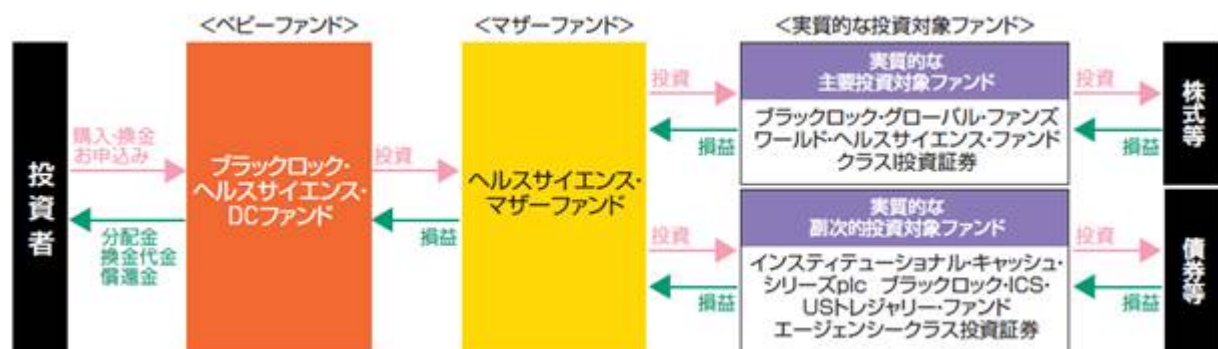 <ベビーファンド>
<マザーファンド>
<実質的な投資対象ファンド>
投資者
購入・換金
お申込み
分配金
換金代金
償還金
ブラックロック・
ヘルスサイエンス・
DCファンド
投資
損益
ヘルスサイエンス・
マザーファンド
投資
損益
実質的な
主要投資対象ファンド
ブラックロック・グローバル・ファンズ
ワールド・ヘルスサイエンス・ファンド
クラスI投資証券
投資
損益
株式等
投資
損益
実質的な
副次的投資対象ファンド
インスティテューショナル・キャッシュ・
シリーズplc ブラックロック・ICS・
USトレジャリー・ファンド
エージェンシークラス投資証券
投資
損益
債券等